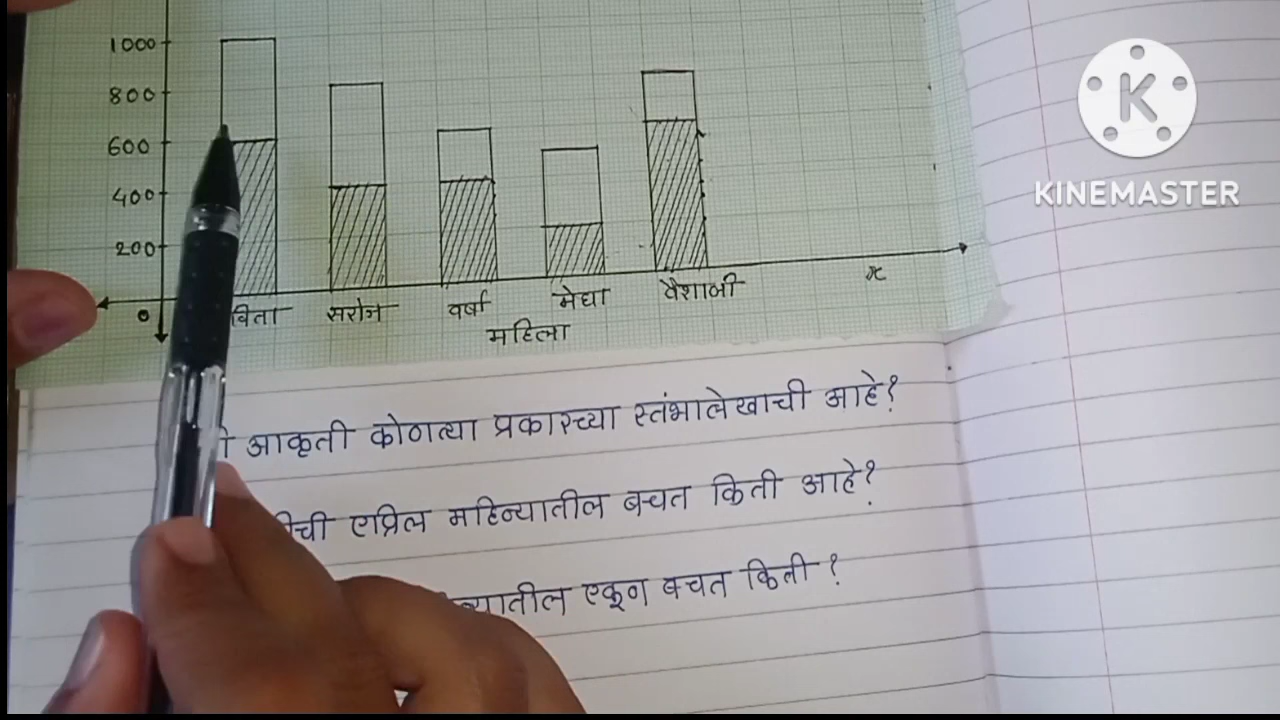 1000
800
600
400
200
0
सरोज वर्षा मेघा वैशाली x
महिला
आकृती कोणत्या प्रकारच्या स्तंभालेखाची आहे?
एप्रिल महिन्यातील बचत किती आहे?
एकूण बचत किती?
K
KINEMASTER